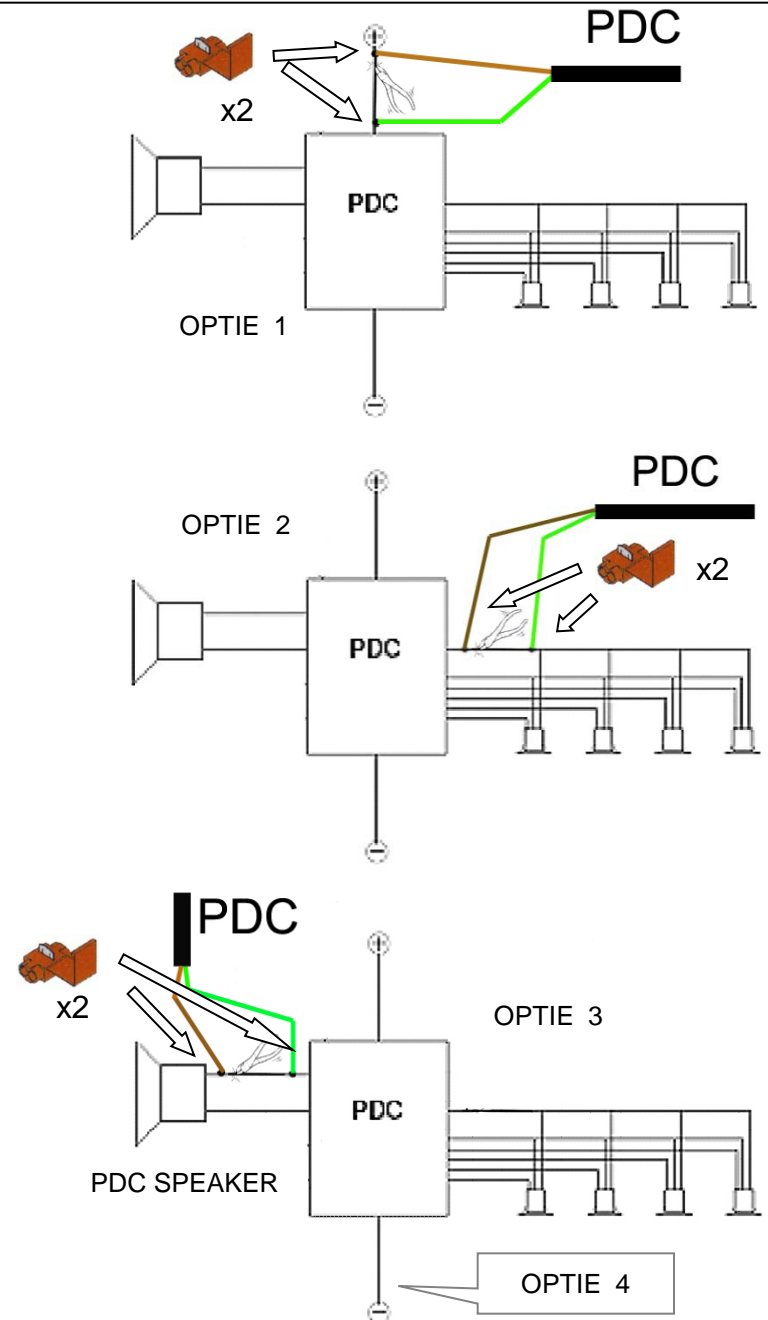 PDC
x2
PDC
OPTIE 1
PDC
OPTIE 2
x2
PDC
PDC
x2
OPTIE 3
PDC
PDC SPEAKER
OPTIE 4